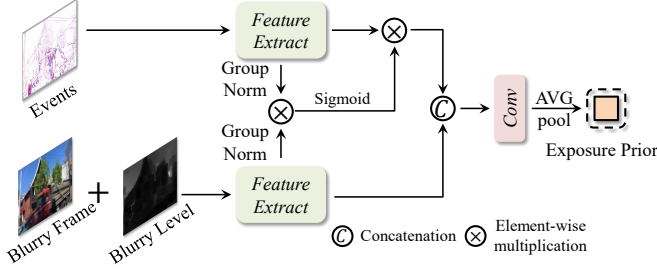 Feature
Extract
Events
Group
Norm
Sigmoid
Group
Norm
C
Conv
AVG
pool
Exposure Prior
Blurry Frame
+
Blurry Level
Feature
Extract
C Concatenation
Element-wise
multiplication